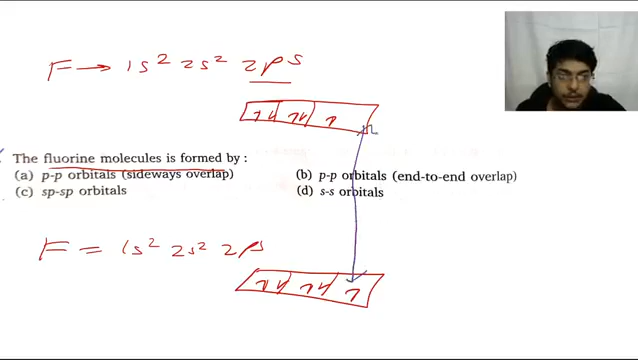 F → 1s² 2s² 2p⁵
The fluorine molecules is formed by :
(a) p-p orbitals (sideways overlap) (b) p-p orbitals (end-to-end overlap)
(c) sp-sp orbitals (d) s-s orbitals
F = 1s² 2s² 2p⁵